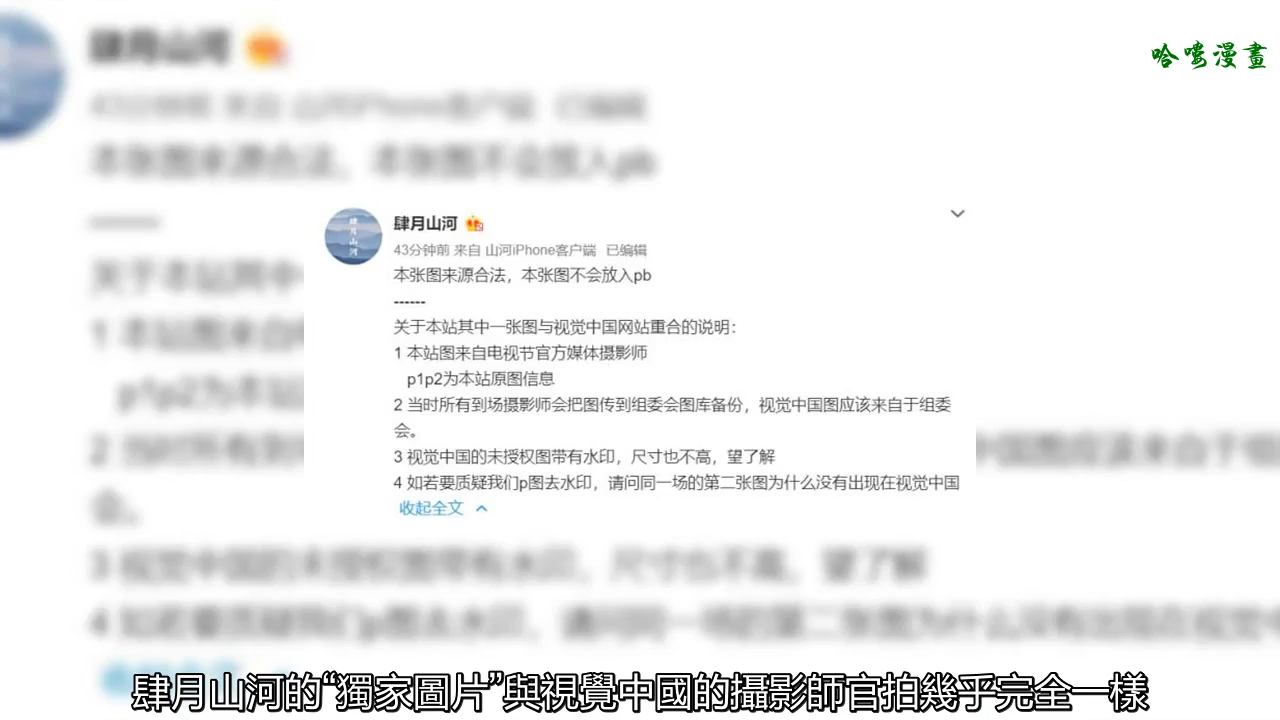 哈嘍漫畫
肆月山河
43分钟前 来自 山河iPhone客户端 已编辑
本张图来源合法，本张图不会放入pb
------
关于本站其中一张图与视觉中国网站重合的说明：
1 本站图来自电视节官方媒体摄影师
p1p2为本站原图信息
2 当时所有到场摄影师会把图传到组委会图库备份，视觉中国图应该来自于组委
会。
3 视觉中国的未授权图带有水印，尺寸也不高，望了解
4 如若要质疑我们p图去水印，请问同一场的第二张图为什么没有出现在视觉中国
收起全文
肆月山河的“獨家圖片”與視覺中國的攝影師官拍幾乎完全一樣